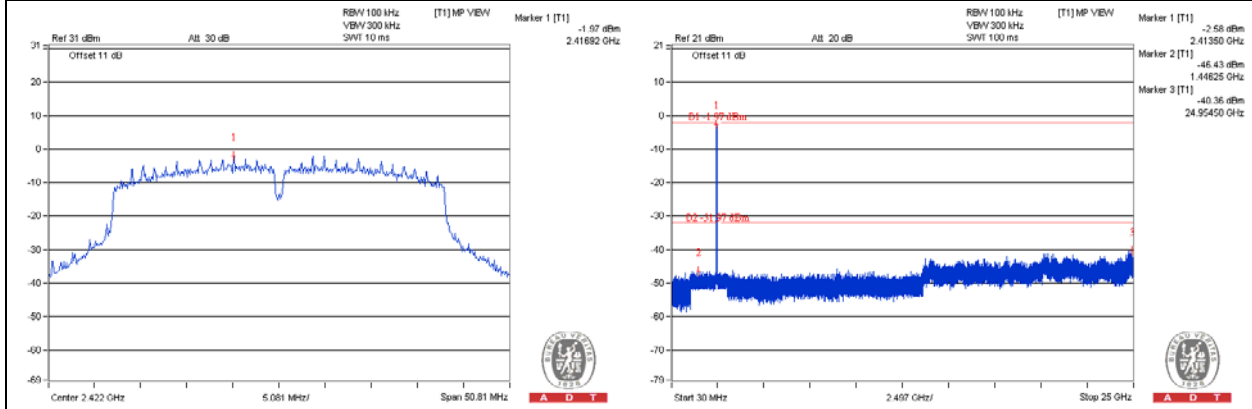 RBW 100 kHz
[T1] MP VIEW
VBW 300 kHz
Ref 31 dBm
Att 30 dB
SWT 10 ms
Marker 1 [T1]
-1.97 dBm
2.41692 GHz
31
Offset 11 dB
20
10
0
-10
-20
-30
-40
-50
-60
-69
1
Center 2.422 GHz
5.081 MHz/
Span 50.81 MHz
BUREAU VERITAS
1828
A D T
RBW 100 kHz
[T1] MP VIEW
VBW 300 kHz
Ref 21 dBm
Att 20 dB
SWT 100 ms
Marker 1 [T1]
-2.58 dBm
2.41350 GHz
Marker 2 [T1]
-46.43 dBm
1.44625 GHz
Marker 3 [T1]
-40.36 dBm
24.95450 GHz
21
Offset 11 dB
10
0
-10
-20
-30
-40
-50
-60
-70
-79
1
D1 -1.97 dBm
D2 -31.97 dBm
2
3
Start 30 MHz
2.497 GHz/
Stop 25 GHz
BUREAU VERITAS
1828
A D T